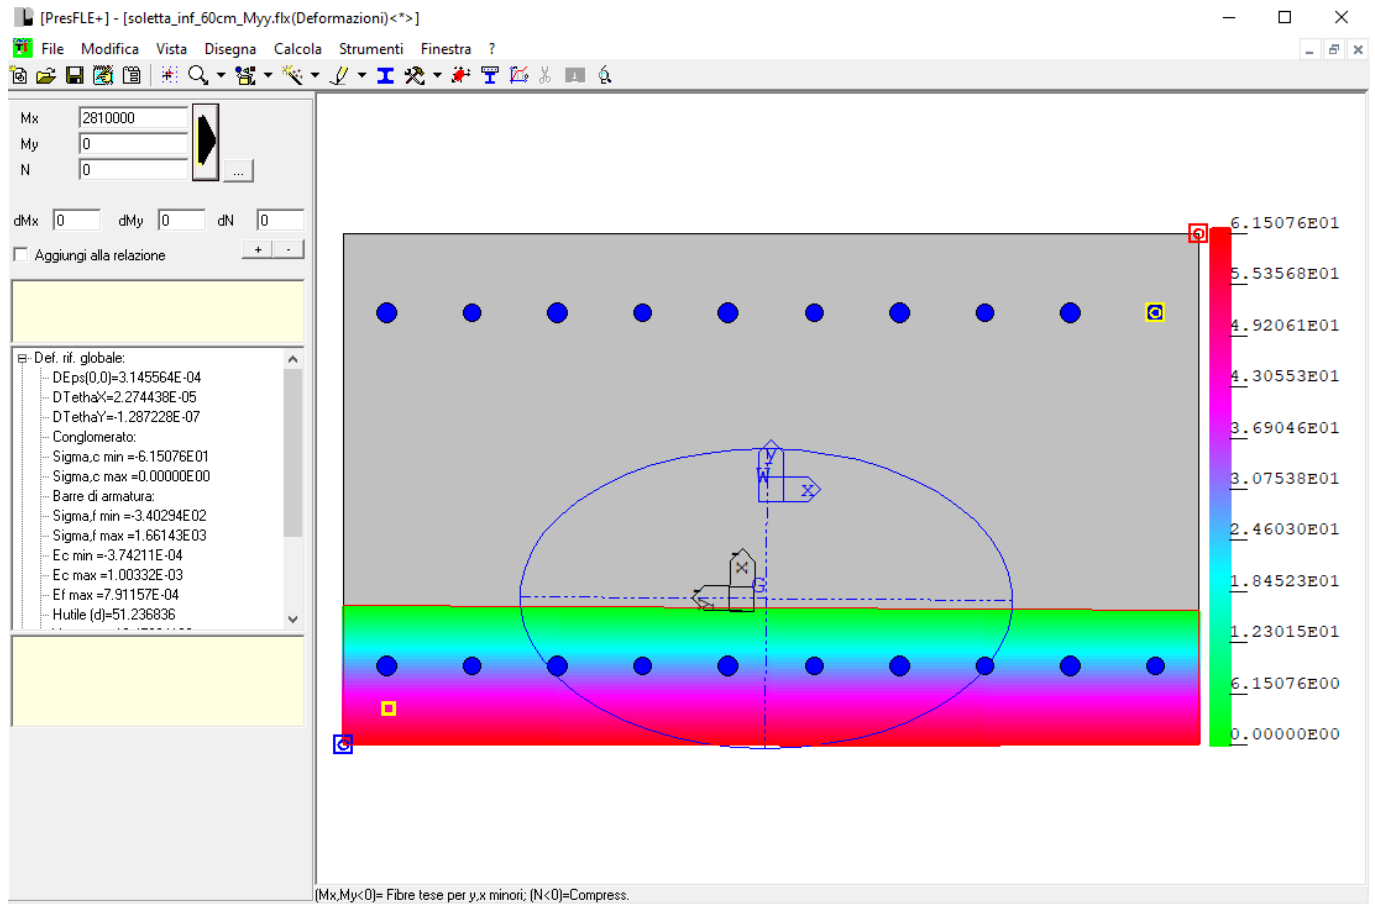 [PresFLE+] - [soletta_inf_60cm_Myy.flx(Deformazioni)<*>]
File Modifica Vista Disegna Calcola Strumenti Finestra ?
Mx 2810000
My 0
N 0
...
dMx 0 dMy 0 dN 0
Aggiungi alla relazione + -
Def. rif. globale:
DEps(0,0)=3.145564E-04
DTethaX=2.274438E-05
DTethaY=-1.287228E-07
Conglomerato:
Sigma,c min =-6.15076E01
Sigma,c max =0.00000E00
Barre di armatura:
Sigma,f min =-3.40294E02
Sigma,f max =1.66143E03
Ec min =-3.74211E-04
Ec max =1.00332E-03
Ef max =7.91157E-04
Hutile (d)=51.236836
y
W
x
x
G
6.15076E01
5.53568E01
4.92061E01
4.30553E01
3.69046E01
3.07538E01
2.46030E01
1.84523E01
1.23015E01
6.15076E00
0.00000E00
(Mx,My<0)= Fibre tese per y,x minori; (N<0)=Compress.